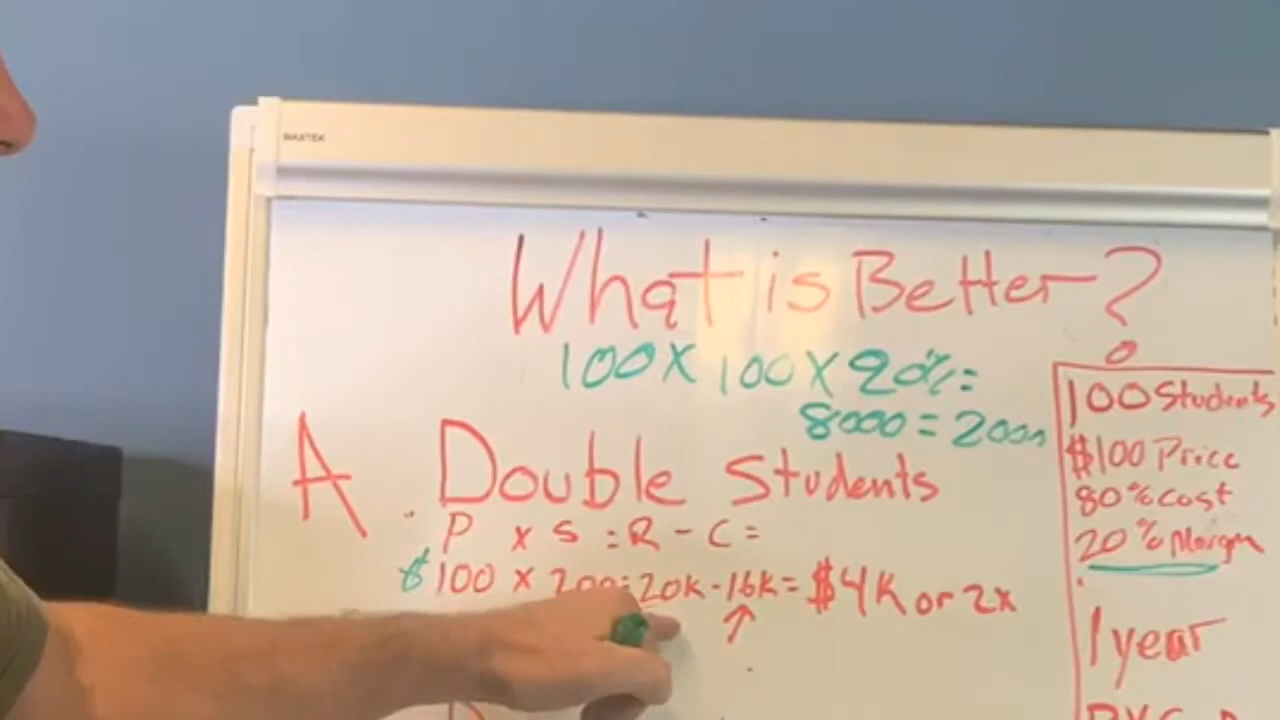 MAXTEK
What is Better?
100 X 100 X 20%=
8000 = 2000
A. Double Students
P x S = R - C =
$100 x 200=20K-16K= $4K or 2x
100 Students
$100 Price
80% cost
20% Margin
1 year